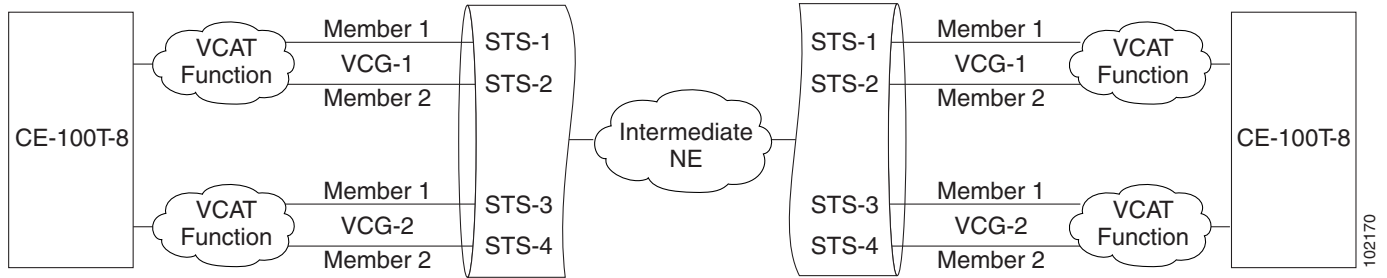 CE-100T-8
VCAT
Function
Member 1
VCG-1
Member 2
STS-1
STS-2
VCAT
Function
Member 1
VCG-2
Member 2
STS-3
STS-4
Intermediate
NE
STS-1
STS-2
Member 1
VCG-1
Member 2
VCAT
Function
STS-3
STS-4
Member 1
VCG-2
Member 2
VCAT
Function
CE-100T-8
102170